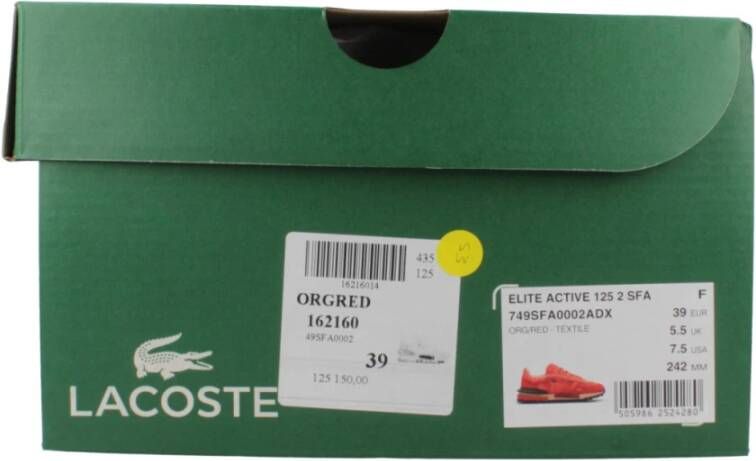 LACOSTE
435
125
16216014
ORGRED
162160
49SFA0002
39
125 150,00
ELITE ACTIVE 125 2 SFA F
749SFA0002ADX 39 EUR
ORG/RED - TEXTILE 5.5 UK
7.5 USA
242 MM
505986 2524280